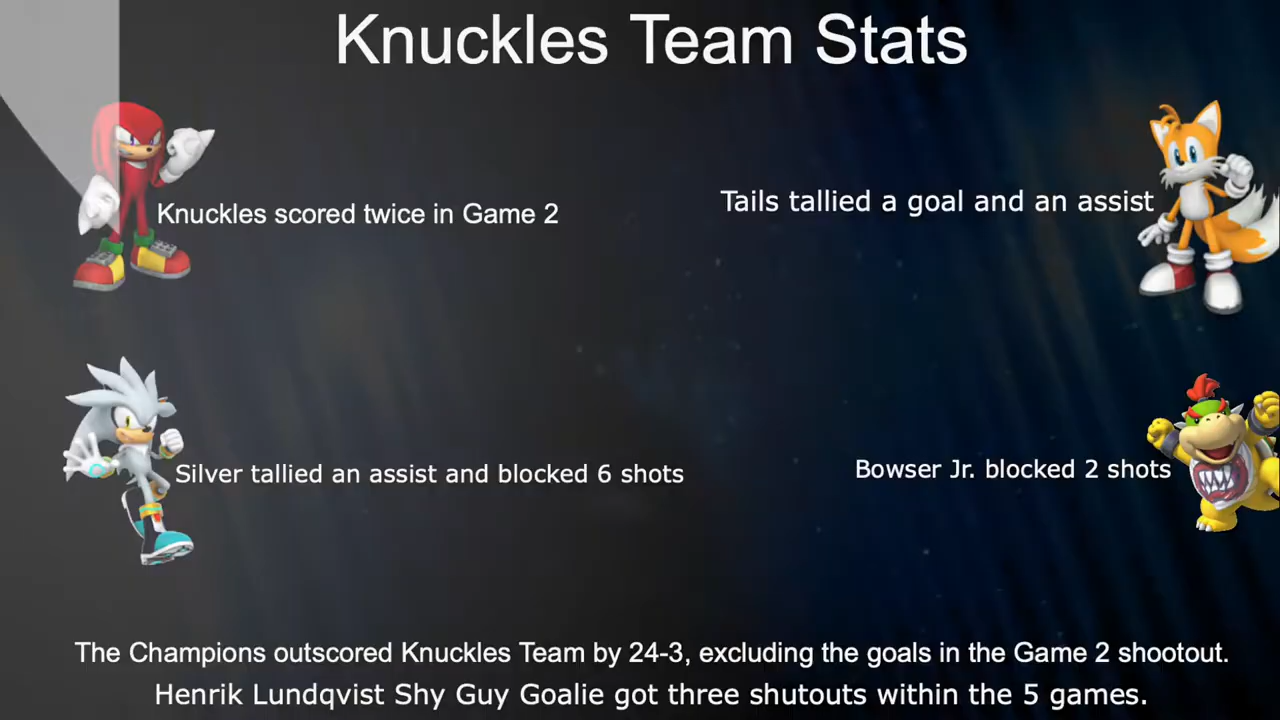 Knuckles Team Stats
Knuckles scored twice in Game 2
Tails tallied a goal and an assist
Silver tallied an assist and blocked 6 shots
Bowser Jr. blocked 2 shots
The Champions outscored Knuckles Team by 24-3, excluding the goals in the Game 2 shootout.
Henrik Lundqvist Shy Guy Goalie got three shutouts within the 5 games.